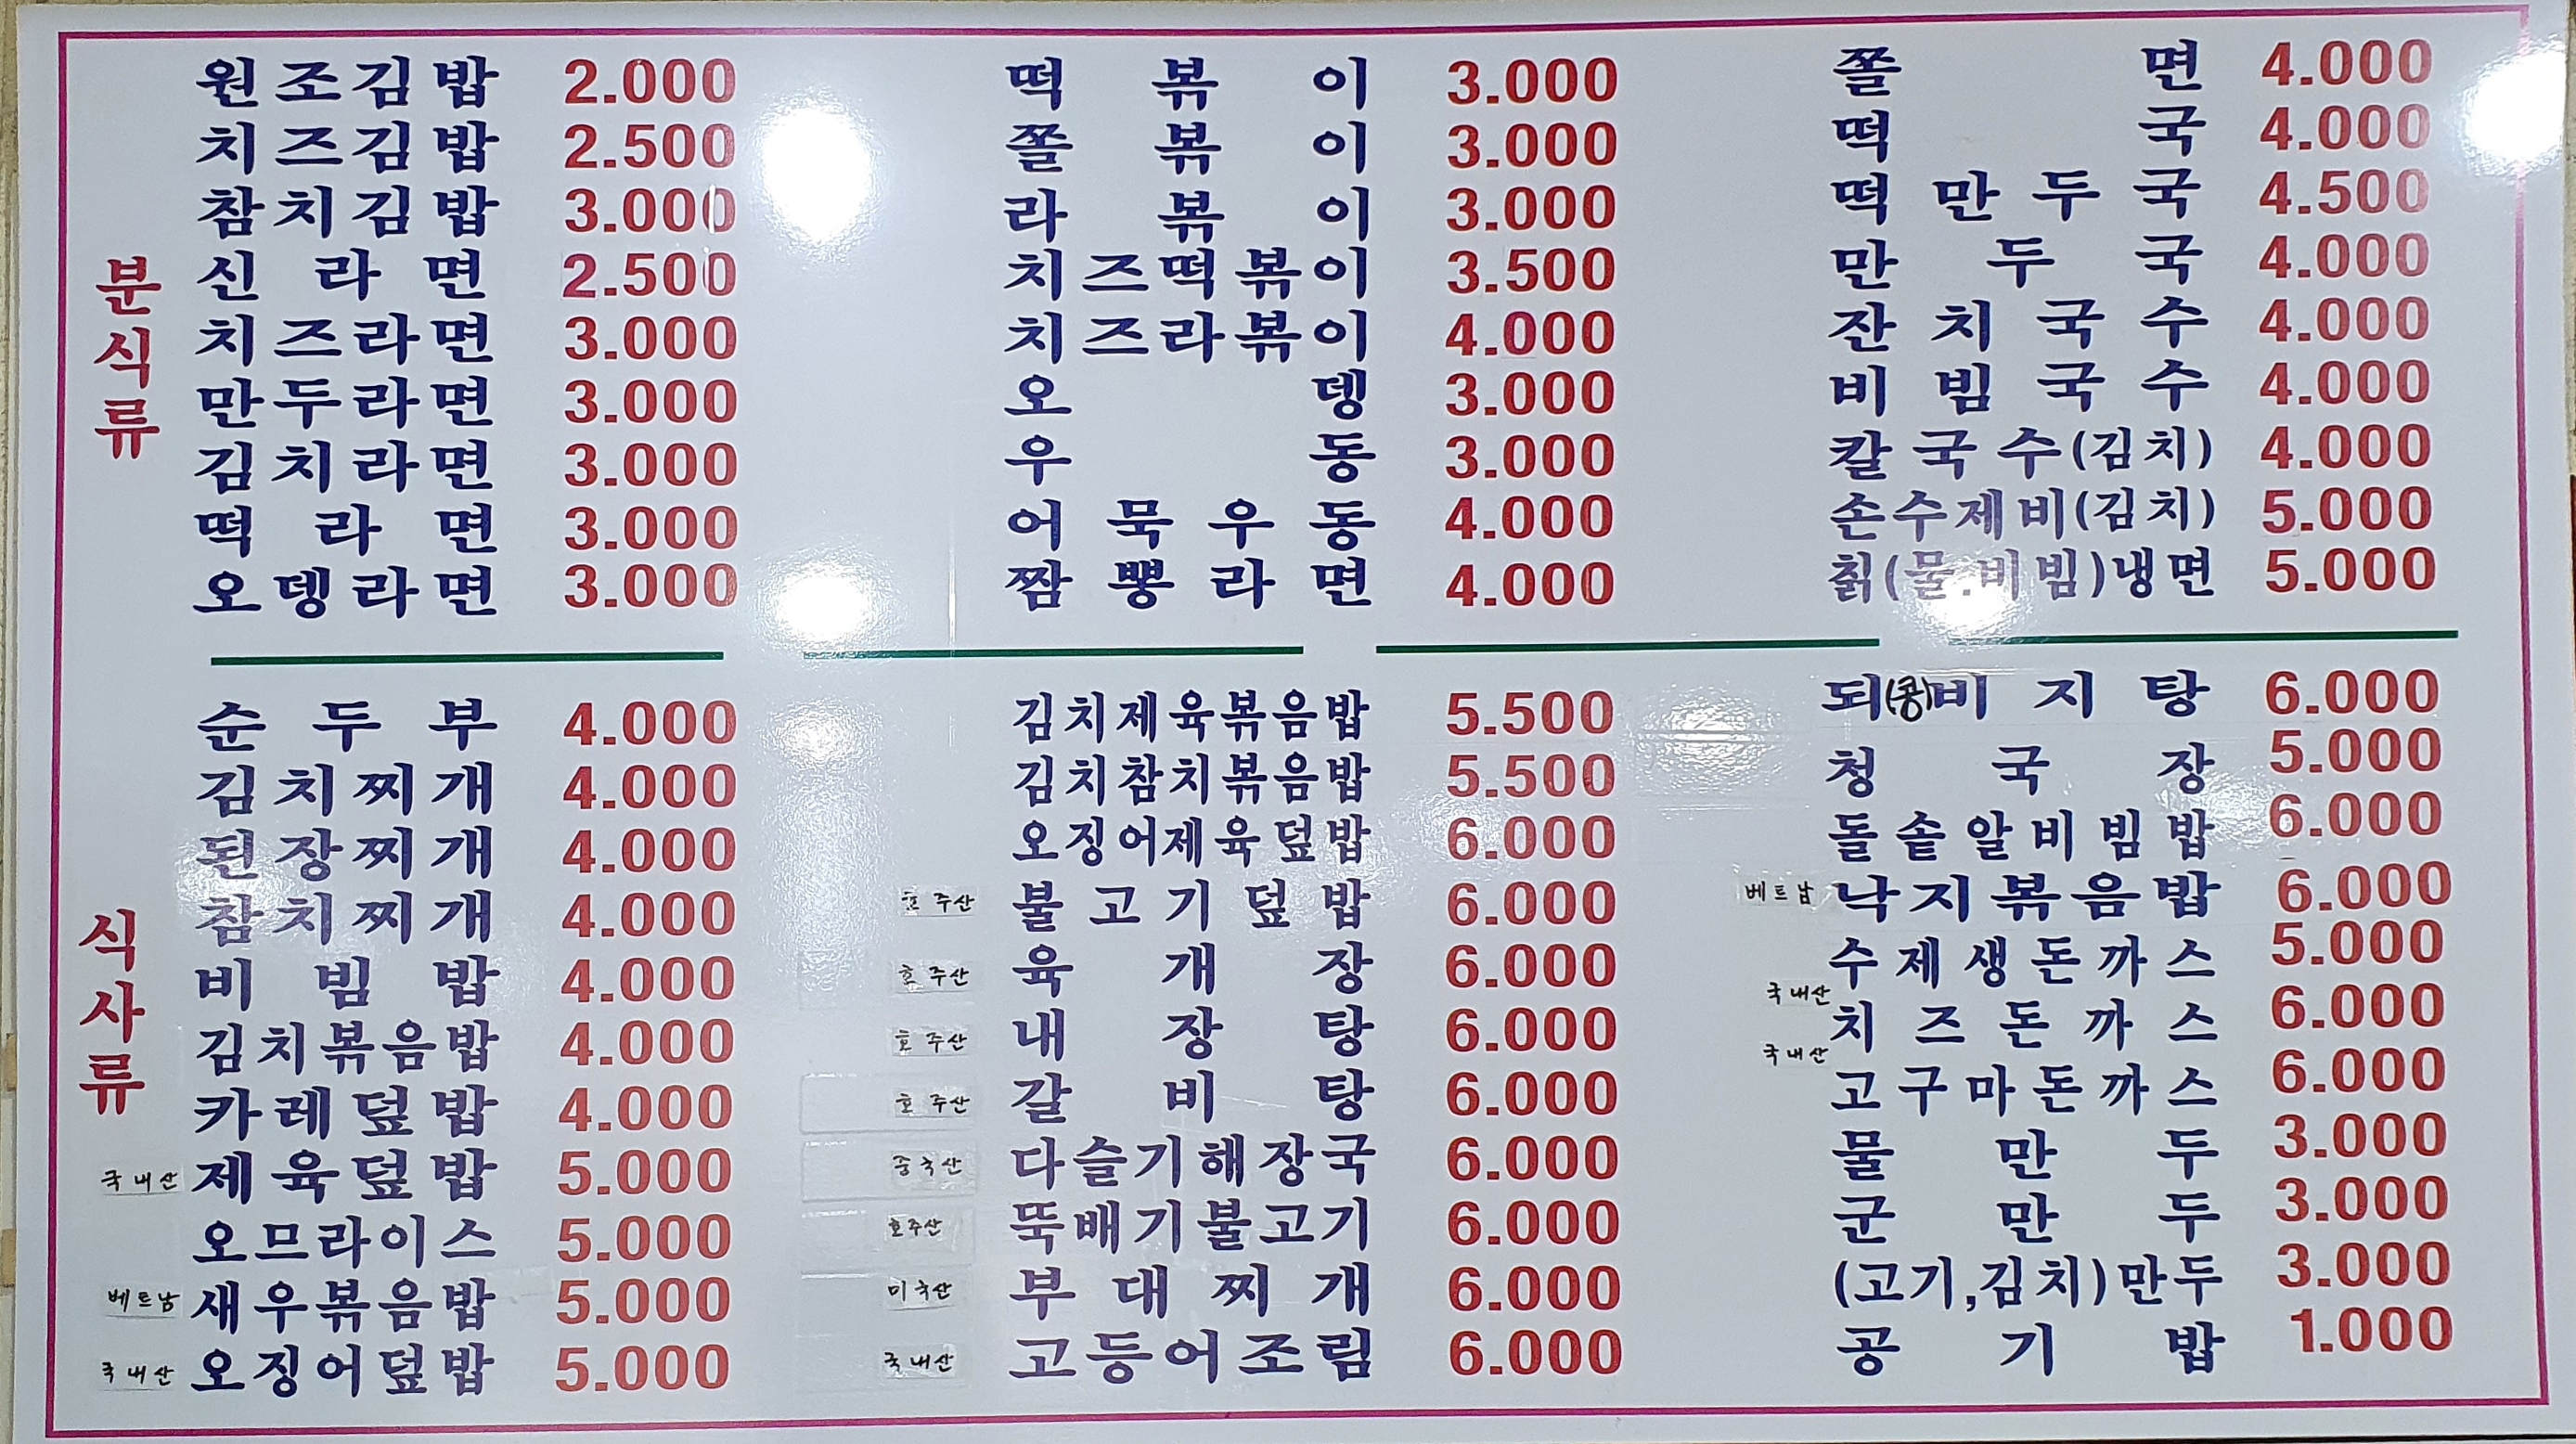 분식류
원조김밥 2.000
치즈김밥 2.500
참치김밥 3.000
신라면 2.500
치즈라면 3.000
만두라면 3.000
김치라면 3.000
떡라면 3.000
오뎅라면 3.000
떡볶이 3.000
쫄볶이 3.000
라볶이 3.000
치즈떡볶이 3.500
치즈라볶이 4.000
오뎅 3.000
우동 3.000
어묵우동 4.000
짬뽕라면 4.000
쫄면 4.000
떡국 4.000
떡만두국 4.500
만두국 4.000
잔치국수 4.000
비빔국수 4.000
칼국수(김치) 4.000
손수제비(김치) 5.000
칡(물.비빔)냉면 5.000
식사류
순두부 4.000
김치찌개 4.000
된장찌개 4.000
참치찌개 4.000
비빔밥 4.000
김치볶음밥 4.000
카레덮밥 4.000
국내산 제육덮밥 5.000
오므라이스 5.000
베트남 새우볶음밥 5.000
국내산 오징어덮밥 5.000
김치제육볶음밥 5.500
김치참치볶음밥 5.500
오징어제육덮밥 6.000
호주산 불고기덮밥 6.000
호주산 육개장 6.000
호주산 내장탕 6.000
호주산 갈비탕 6.000
중국산 다슬기해장국 6.000
호주산 뚝배기불고기 6.000
미국산 부대찌개 6.000
국내산 고등어조림 6.000
되(콩)비지탕 6.000
청국장 5.000
돌솥알비빔밥 6.000
베트남 낙지볶음밥 6.000
수제생돈까스 5.000
국내산
치즈돈까스 6.000
국내산
고구마돈까스 6.000
물만두 3.000
군만두 3.000
(고기,김치)만두 3.000
공기밥 1.000